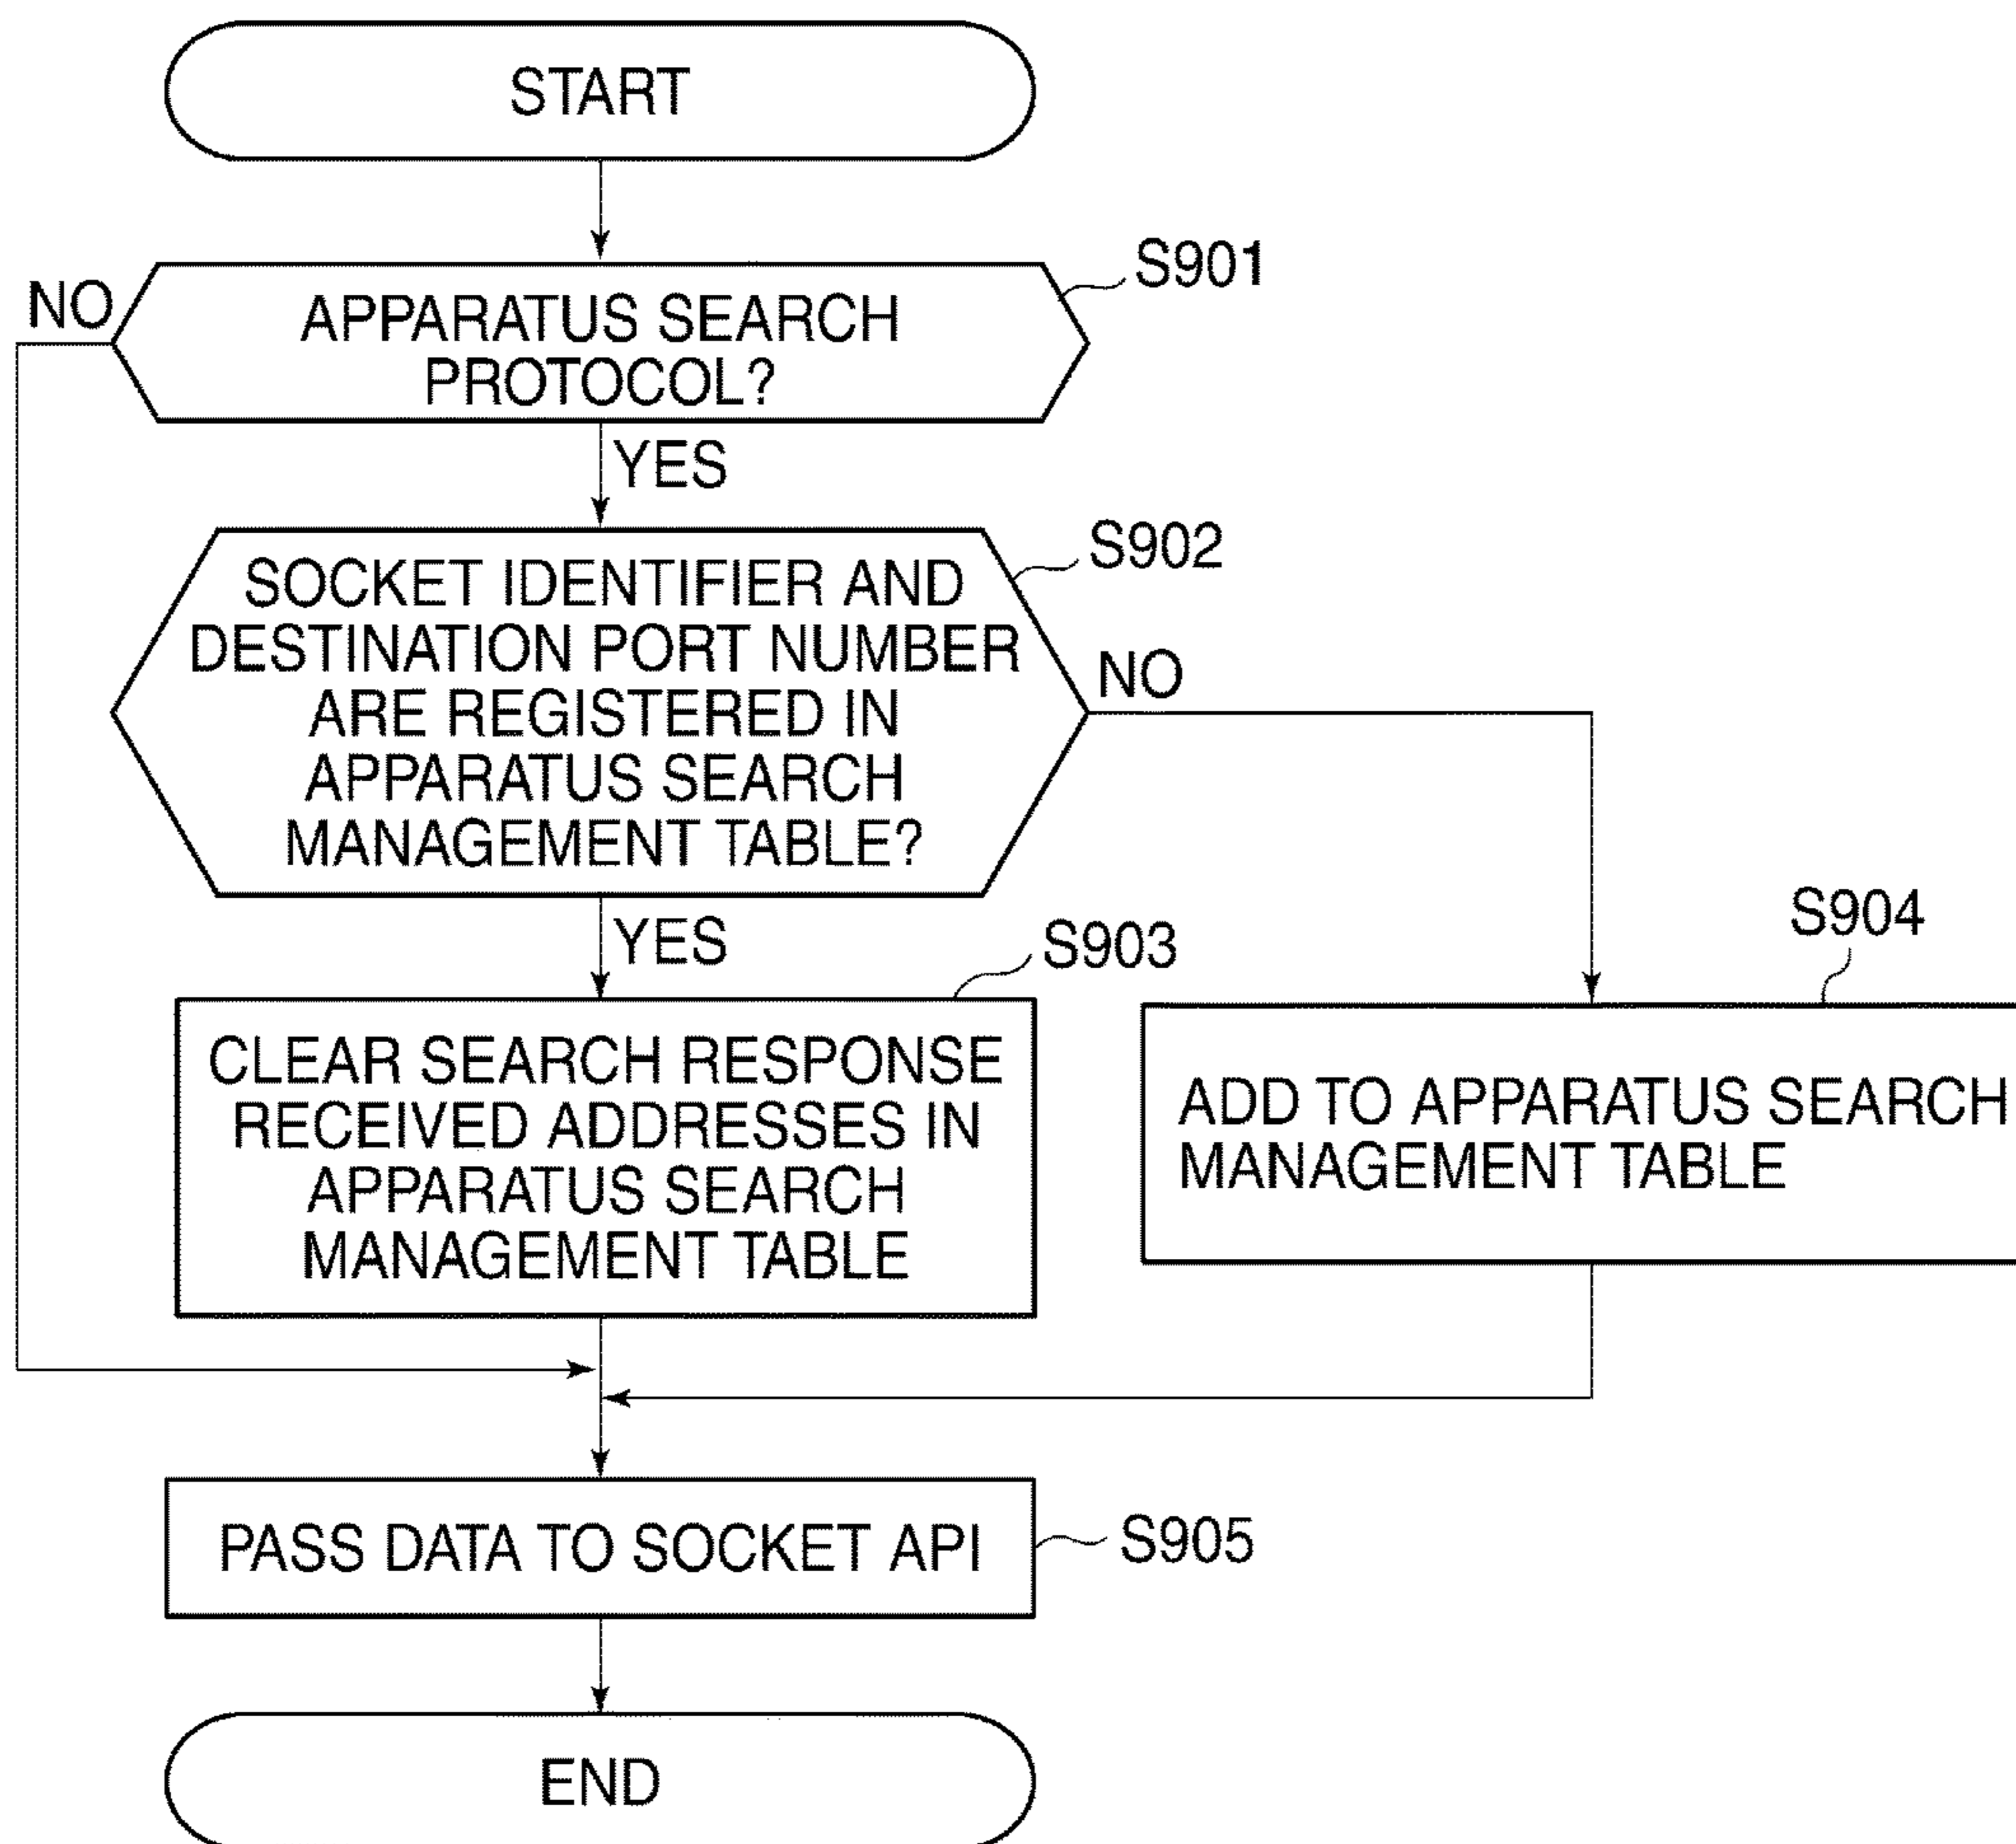 START
S901
NO
APPARATUS SEARCH
PROTOCOL?
YES
S902
SOCKET IDENTIFIER AND
DESTINATION PORT NUMBER
ARE REGISTERED IN
APPARATUS SEARCH
MANAGEMENT TABLE?
NO
YES
S903
S904
CLEAR SEARCH RESPONSE
RECEIVED ADDRESSES IN
APPARATUS SEARCH
MANAGEMENT TABLE
ADD TO APPARATUS SEARCH
MANAGEMENT TABLE
PASS DATA TO SOCKET API
S905
END